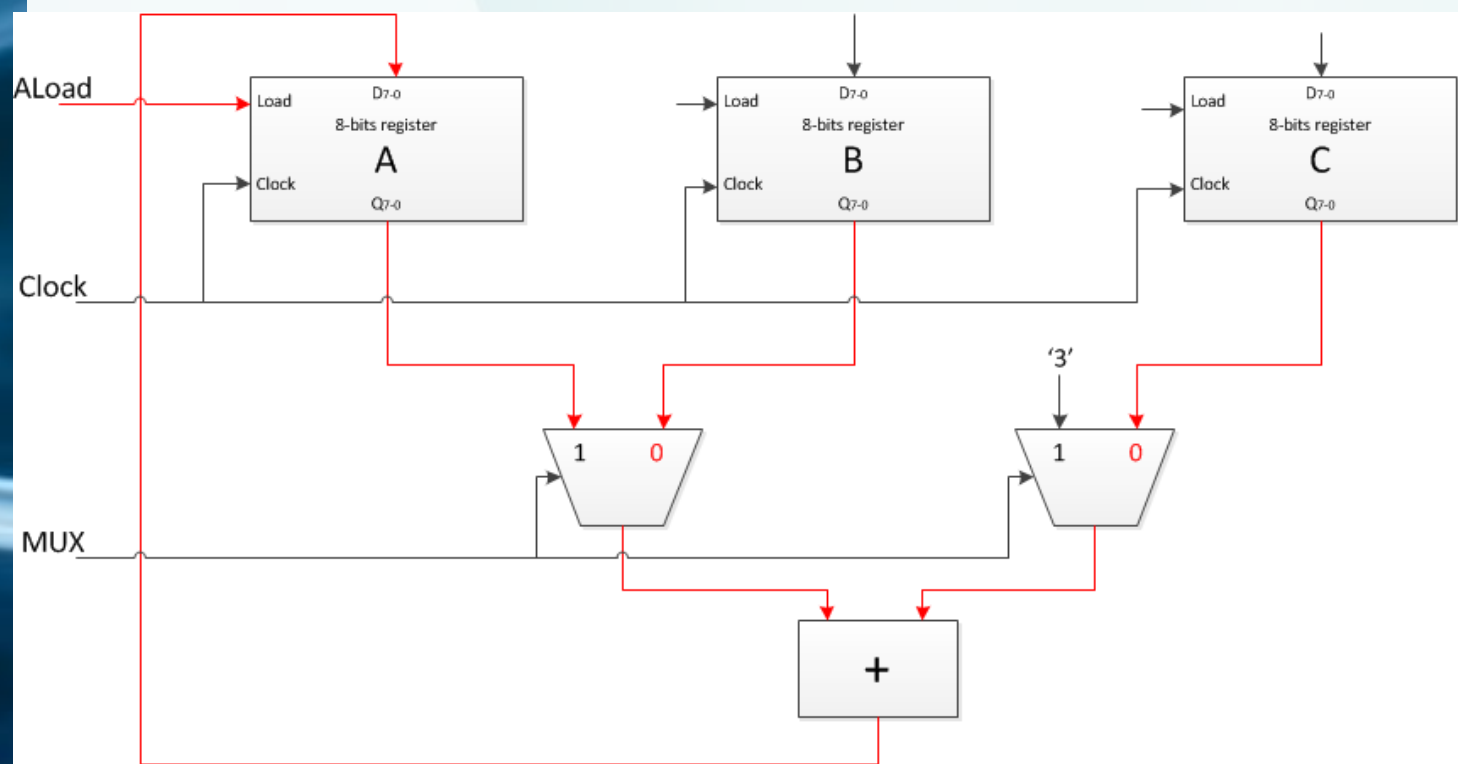 ALoad
Load
D7-0
8-bits register
A
Clock
Q7-0
Load
D7-0
8-bits register
B
Clock
Q7-0
Load
D7-0
8-bits register
C
Clock
Q7-0
Clock
‘3’
1 0
1 0
MUX
+